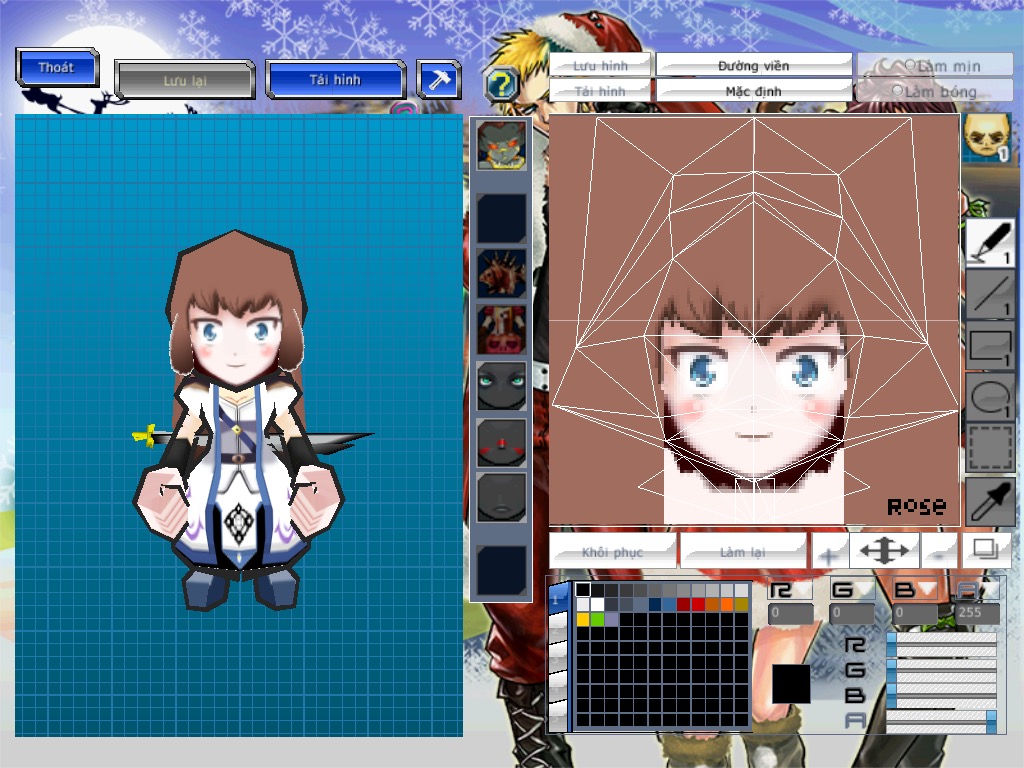 Thoát
Lưu lại
Tải hình
?
Lưu hình
Đường viền
Làm mịn
Tải hình
Mặc định
Làm bóng
1
1
1
1
1
Rose
Khôi phục
Làm lại
+
-
1
R
G
B
A
0
0
0
255
R
G
B
A